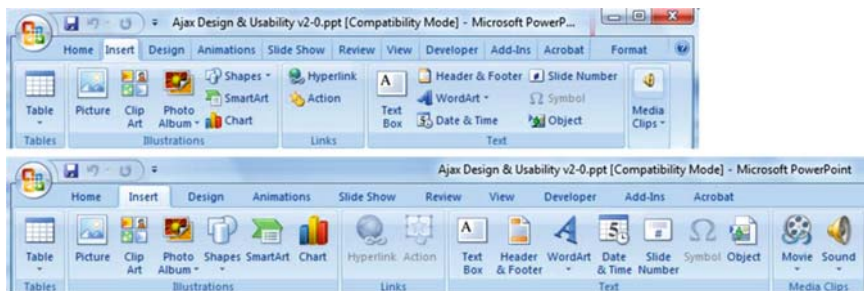 Ajax Design & Usability v2-0.ppt [Compatibility Mode] - Microsoft PowerP...
Home Insert Design Animations Slide Show Review View Developer Add-Ins Acrobat Format
Shapes Hyperlink Header & Footer Slide Number
SmartArt Action WordArt Symbol
Chart Date & Time Object
Table Picture Clip Art Photo Album Text Box Media Clips
Tables Illustrations Links Text
Ajax Design & Usability v2-0.ppt [Compatibility Mode] - Microsoft PowerPoint
Home Insert Design Animations Slide Show Review View Developer Add-Ins Acrobat
Table Picture Clip Photo Shapes SmartArt Chart Hyperlink Action Text Header WordArt Date Slide Symbol Object Movie Sound
Art Album Box & Footer & Time Number
Tables Illustrations Links Text Media Clips